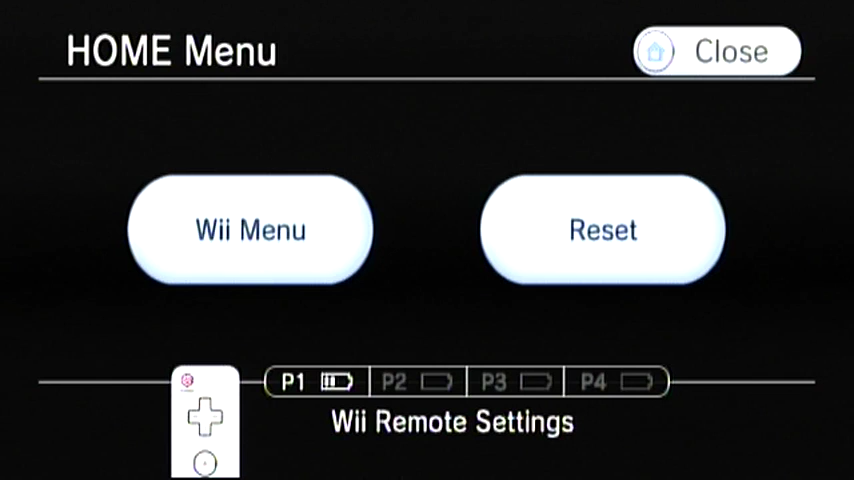 HOME Menu
Close
Wii Menu
Reset
P1 P2 P3 P4
Wii Remote Settings